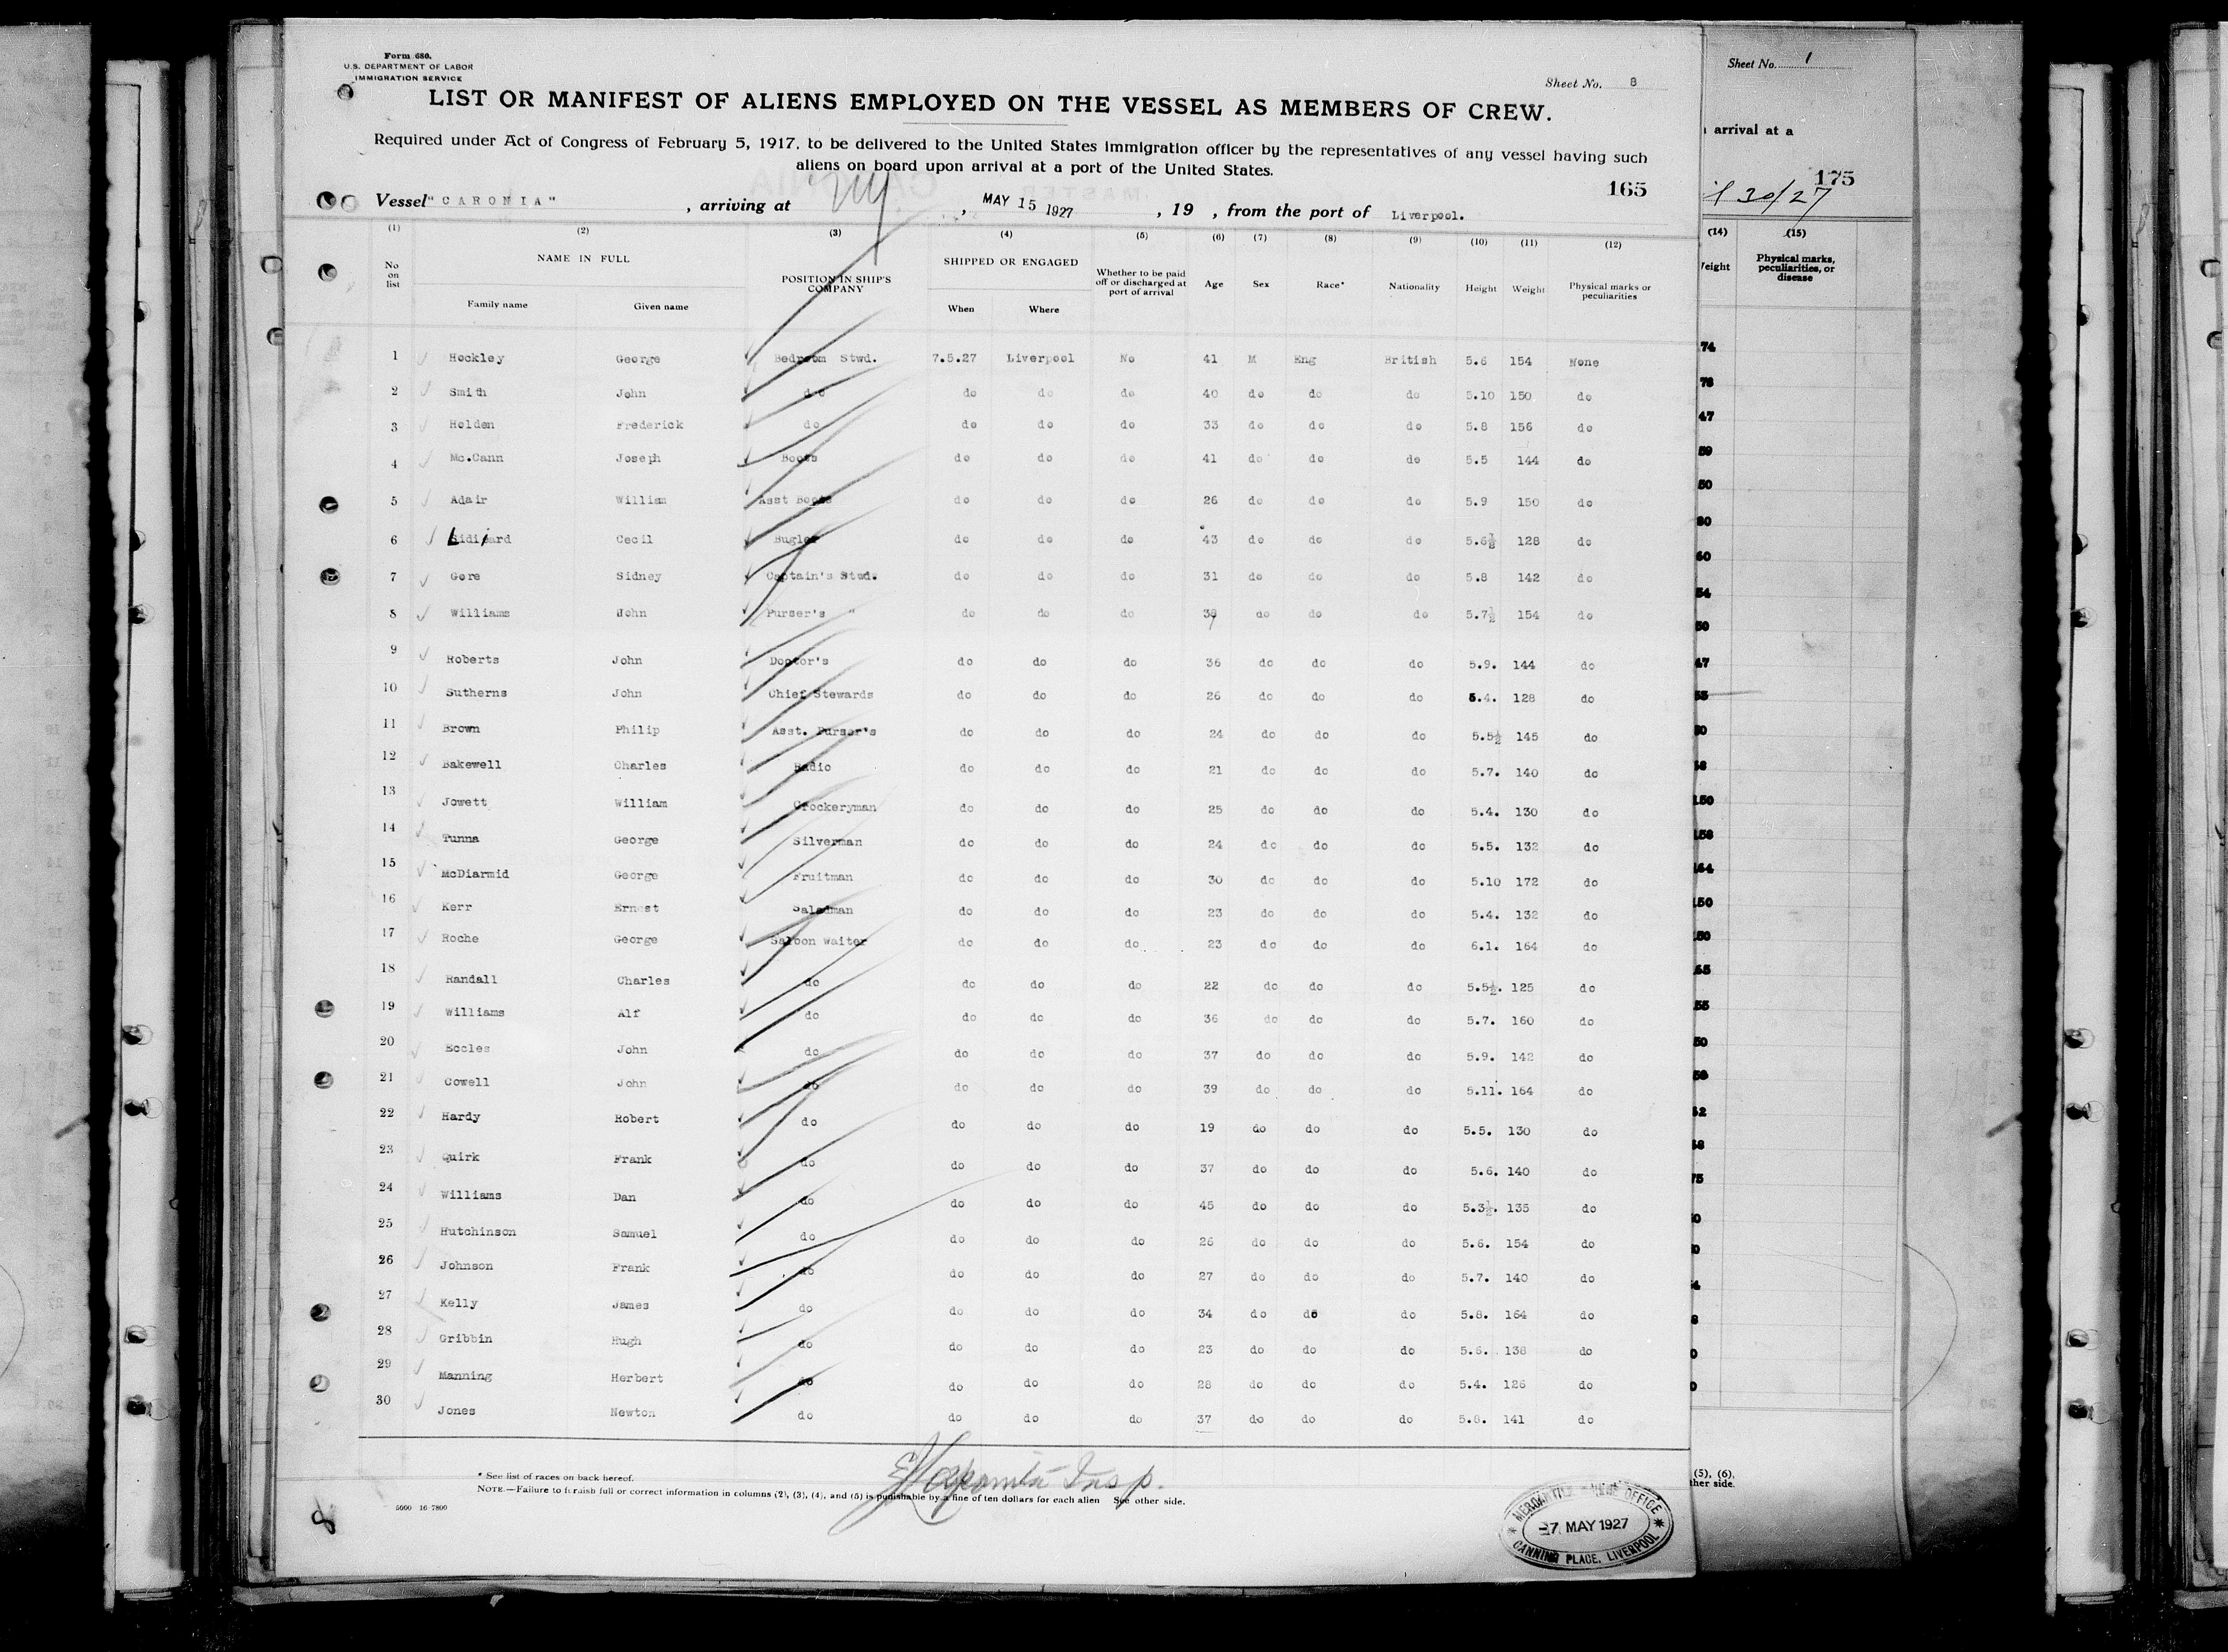 Form 680.
U.S. DEPARTMENT OF LABOR
IMMIGRATION SERVICE
Sheet No. 8
LIST OR MANIFEST OF ALIENS EMPLOYED ON THE VESSEL AS MEMBERS OF CREW.
Required under Act of Congress of February 5, 1917, to be delivered to the United States immigration officer by the representatives of any vessel having such
aliens on board upon arrival at a port of the United States.
165
Vessel "CARONIA" , arriving at NY , MAY 15 1927 , 19 , from the port of Liverpool.
(1) (2) (3) (4) (5) (6) (7) (8) (9) (10) (11) (12)
No on list NAME IN FULL Family name Given name POSITION IN SHIP'S COMPANY SHIPPED OR ENGAGED When Where Whether to be paid off or discharged at port of arrival Age Sex Race* Nationality Height Weight Physical marks or peculiarities
1 Hockley George Bedroom Stwd. 7.5.27 Liverpool No 41 M Eng British 5.6 154 None
2 Smith John do do do do 40 do do do 5.10 150 do
3 Holden Frederick do do do do 33 do do do 5.8 156 do
4 Mc.Cann Joseph Boots do do do 41 do do do 5.5 144 do
5 Adair William Asst Boots do do do 26 do do do 5.9 150 do
6 Cecil Bugler do do do 43 do do do 5.6½ 128 do
7 Gore Sidney Captain's Stwd. do do do 31 do do do 5.8 142 do
8 Williams John Purser's " do do do do do do 5.7½ 154 do
9 Roberts John Doctor's do do do 36 do do do 5.9. 144 do
10 Sutherns John Chief Stewards do do do 26 do do do 5.4. 128 do
11 Brown Philip Asst. Purser's do do do 24 do do do 5.5½ 145 do
12 Bakewell Charles Radio do do do 21 do do do 5.7. 140 do
13 Jowett William Crockeryman do do do 25 do do do 5.4. 130 do
14 Tunna George Silverman do do do 24 do do do 5.5. 132 do
15 McDiarmid George Fruitman do do do 30 do do do 5.10 172 do
16 Kerr Ernest Saladman do do do 23 do do do 5.4. 132 do
17 Roche George Saloon Waiter do do do 23 do do do 6.1. 164 do
18 Randall Charles do do do do 22 do do do 5.5½. 125 do
19 Williams Alf do do do do 36 do do do 5.7. 160 do
20 Eccles John do do do do 37 do do do 5.9. 142 do
21 Cowell John do do do do 39 do do do 5.11. 164 do
22 Hardy Robert do do do do 19 do do do 5.5. 130 do
23 Quirk Frank do do do do 37 do do do 5.6. 140 do
24 Williams Dan do do do do 45 do do do 5.3½. 135 do
25 Hutchinson Samuel do do do do 26 do do do 5.6. 154 do
26 Johnson Frank do do do do 27 do do do 5.7. 140 do
27 Kelly James do do do do 34 do do do 5.8. 164 do
28 Gribbin Hugh do do do do 23 do do do 5.6. 138 do
29 Manning Herbert do do do do 28 do do do 5.4. 126 do
30 Jones Newton do do do do 37 do do do 5.8. 141 do
Insp.
* See list of races on back hereof.
NOTE.—Failure to furnish full or correct information in columns (2), (3), (4), and (5) is punishable by a fine of ten dollars for each alien See other side.
8
MERCANTILE MARINE OFFICE
-7 MAY 1927
CANNING PLACE, LIVERPOOL
Sheet No. 1
arrival at a
175
30/27
(14) (15)
Weight Physical marks, peculiarities, or disease
(5), (6).
other side.